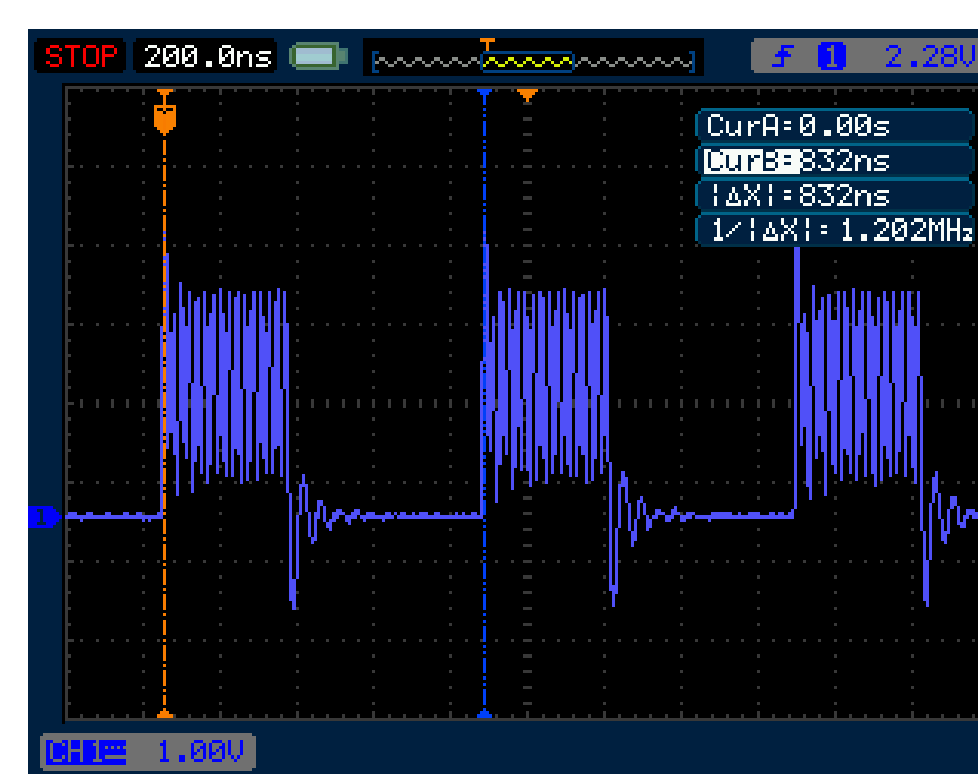 STOP 200.0ns T 1 2.28V
CurA=0.00s
CurB=832ns
|ΔX|=832ns
1/|ΔX|= 1.202MHz
1
CH1 1.00V